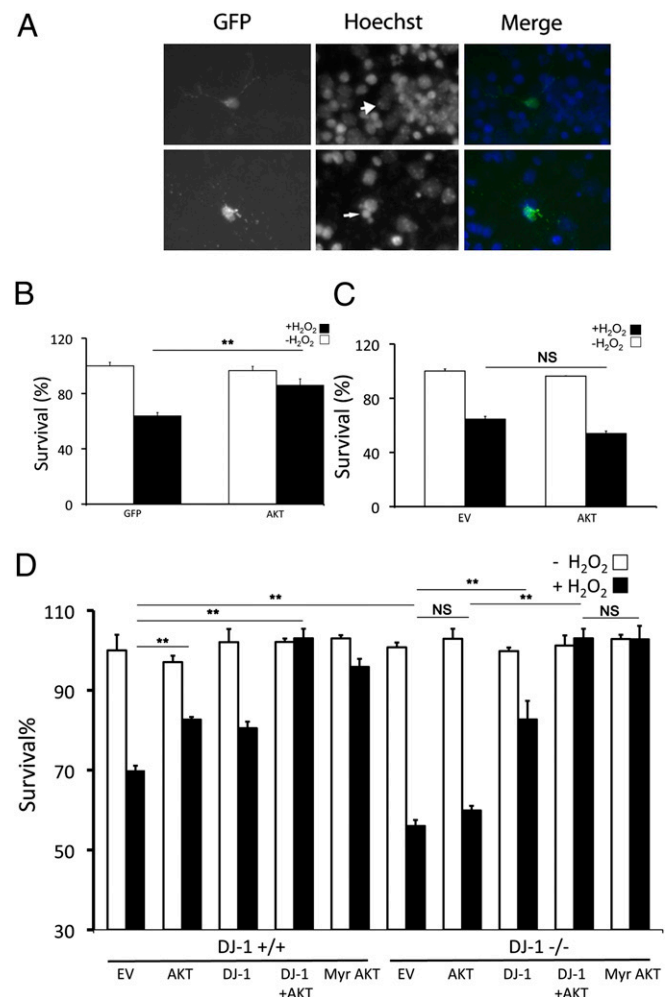 A
GFP Hoechst Merge
B
+H₂O₂
-H₂O₂
**
120
80
40
0
Survival (%)
GFP AKT
C
+H₂O₂
-H₂O₂
NS
120
80
40
0
Survival (%)
EV AKT
D
- H₂O₂
+ H₂O₂
**
**
**
NS
**
**
NS
110
90
70
50
30
Survival%
DJ-1 +/+ DJ-1 -/-
EV AKT DJ-1 DJ-1 Myr AKT EV AKT DJ-1 DJ-1 Myr AKT
+AKT +AKT